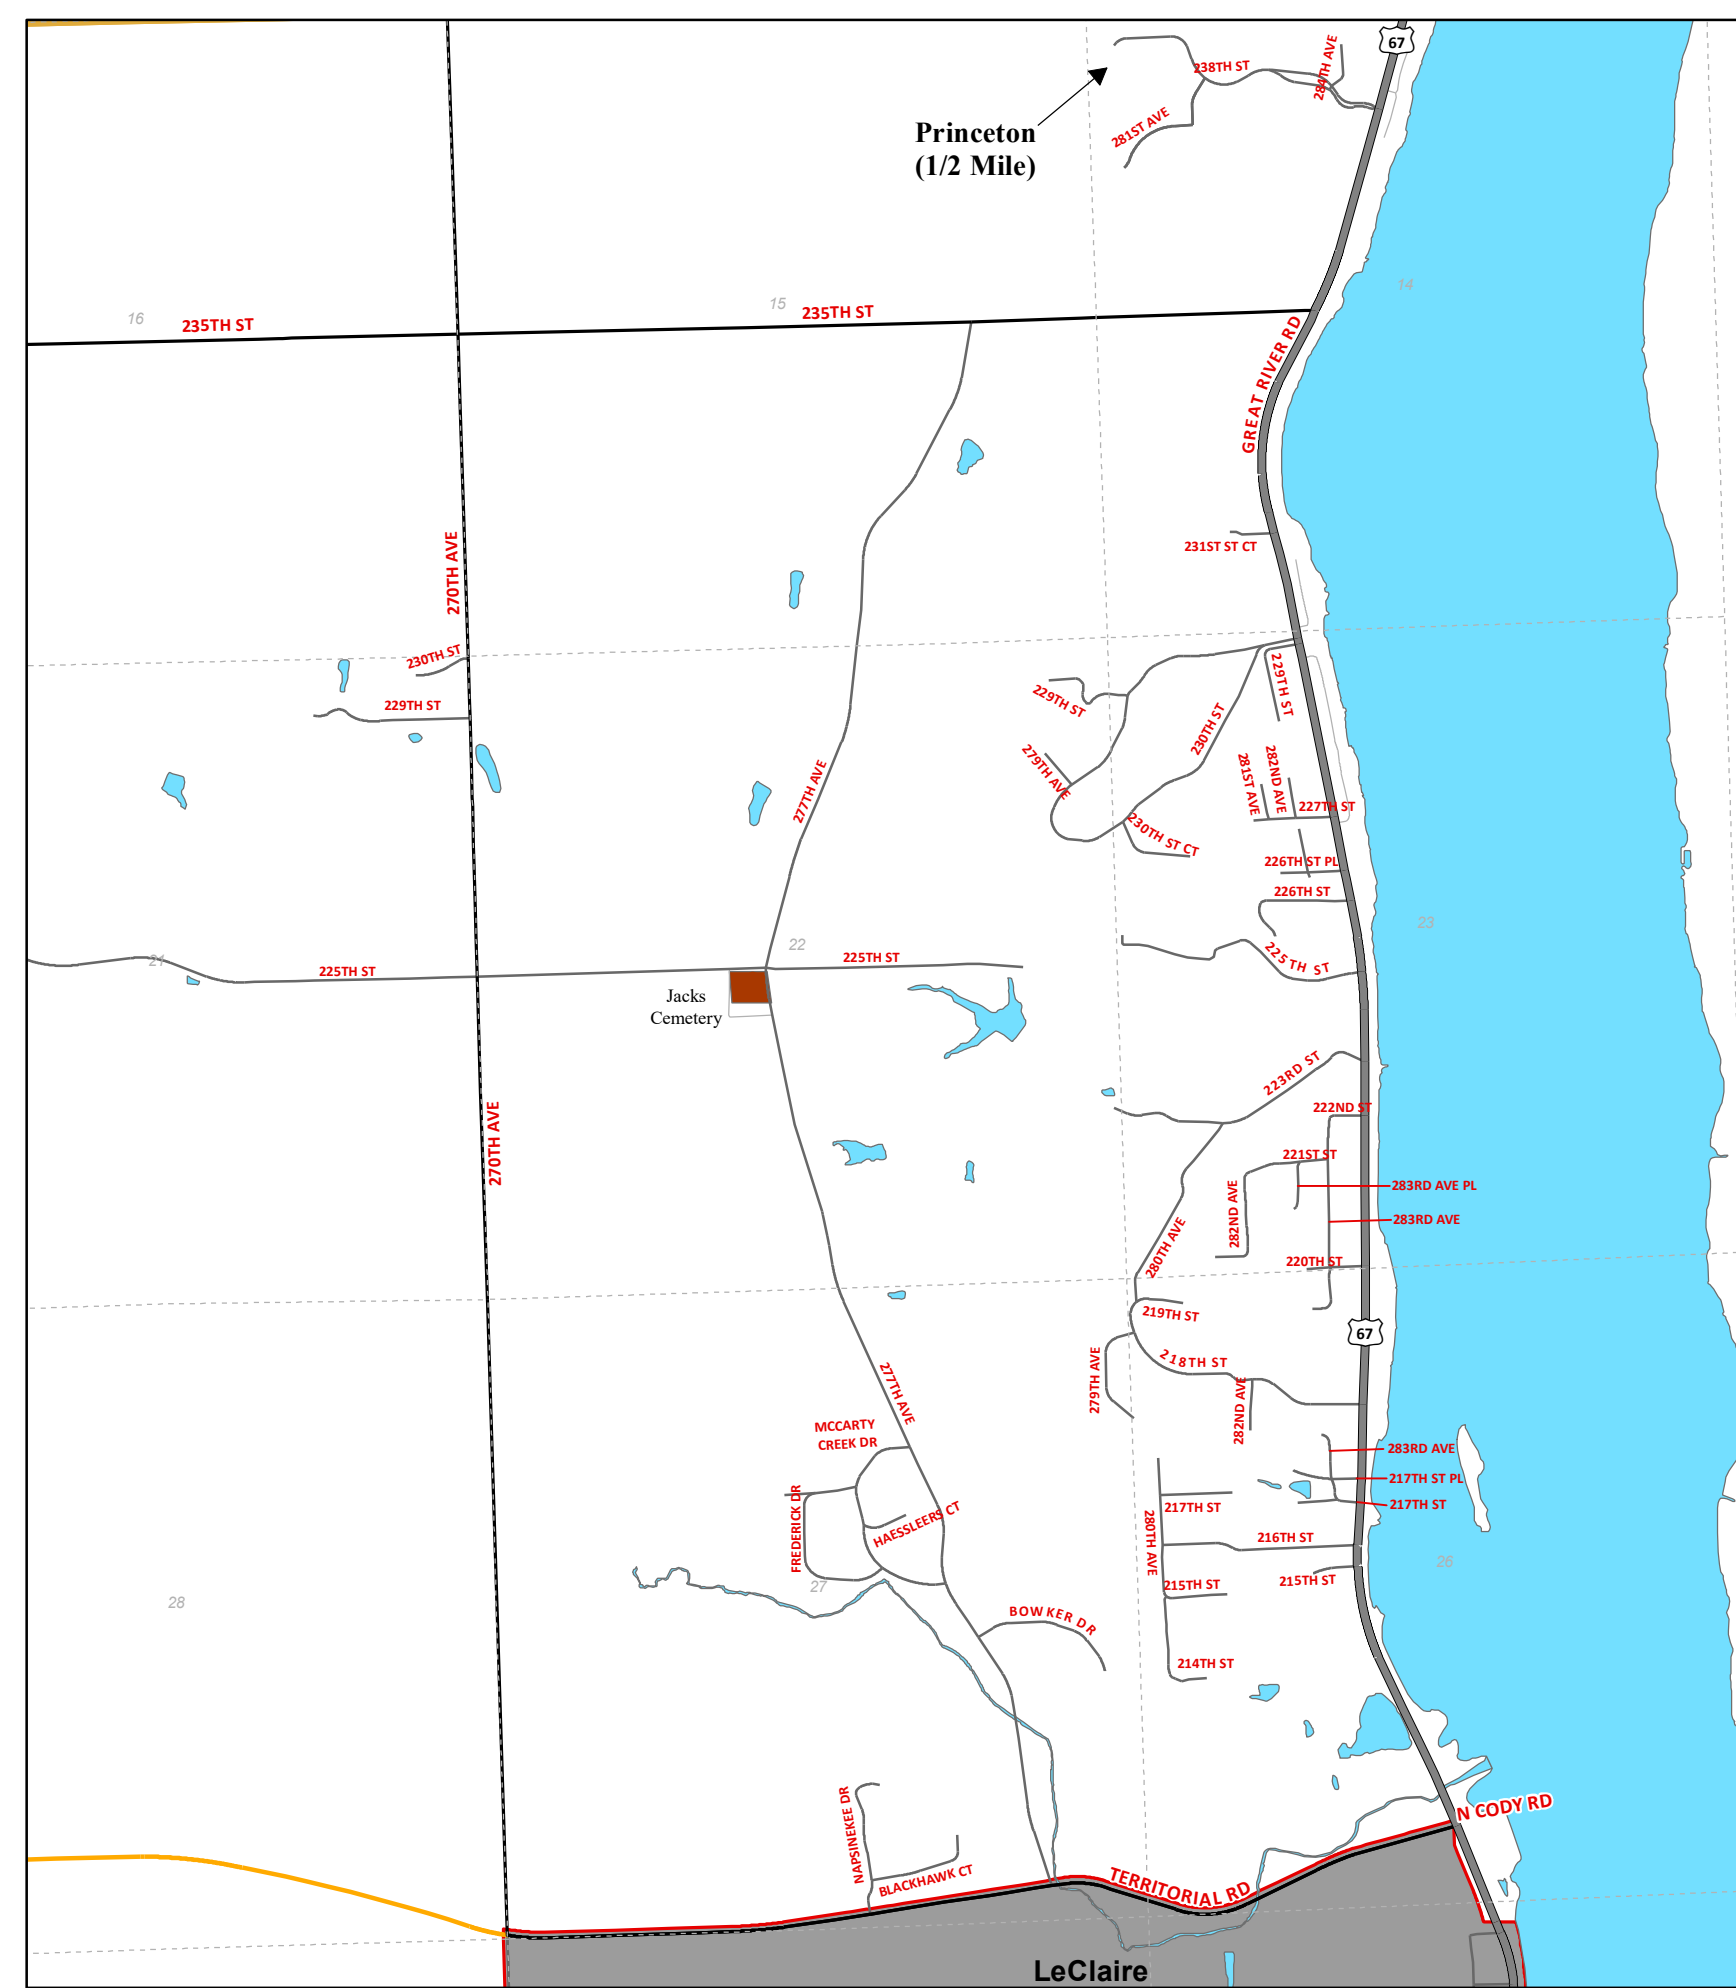 67
238TH ST
284TH AVE
281ST AVE
Princeton
(1/2 Mile)
14
15
16
235TH ST
235TH ST
GREAT RIVER RD
270TH AVE
231ST ST CT
230TH ST
229TH ST
229TH ST
229TH ST
230TH ST
279TH AVE
277TH AVE
281ST AVE
282ND AVE
227TH ST
230TH ST CT
226TH ST PL
226TH ST
23
22
21
225TH ST
225TH ST
225TH ST
Jacks
Cemetery
223RD ST
270TH AVE
222ND ST
221ST ST
283RD AVE PL
282ND AVE
283RD AVE
280TH AVE
220TH ST
219TH ST
67
218TH ST
279TH AVE
282ND AVE
277TH AVE
MCCARTY
CREEK DR
283RD AVE
217TH ST PL
217TH ST
217TH ST
FREDERICK DR
HAESSLEERS CT
280TH AVE
216TH ST
26
215TH ST
215TH ST
27
28
BOWKER DR
214TH ST
NAPSINEKEE DR
N CODY RD
BLACKHAWK CT
TERRITORIAL RD
LeClaire